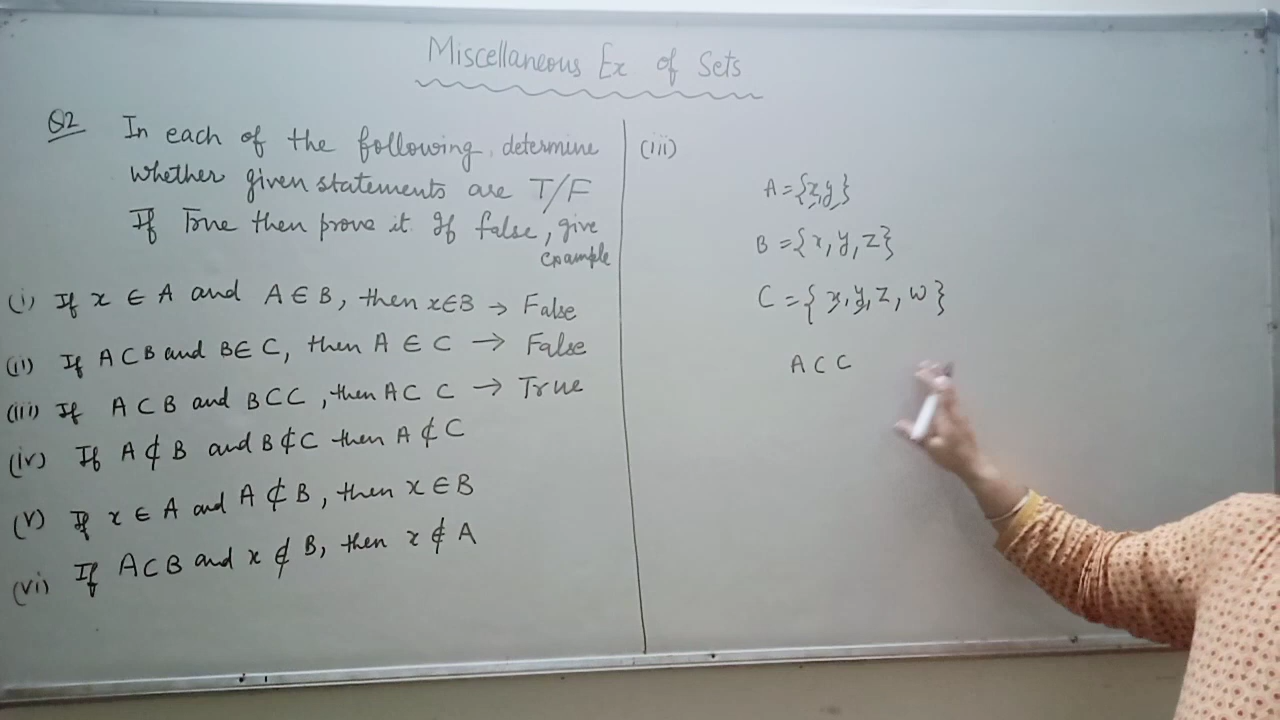 Miscellaneous Ex of Sets
Q2 In each of the following, determine
whether given statements are T/F
If True then prove it. If false, give
example
(i) If x ∈ A and A ∈ B, then x ∈ B → False
(ii) If A ⊂ B and B ∈ C, then A ∈ C → False
(iii) If A ⊂ B and B ⊂ C, then A ⊂ C → True
(iv) If A ⊄ B and B ⊄ C then A ⊄ C
(v) If x ∈ A and A ⊄ B, then x ∈ B
(vi) If A ⊂ B and x ∉ B, then x ∉ A
(iii)
A = {x, y}
B = {x, y, z}
C = {x, y, z, w}
A ⊂ C